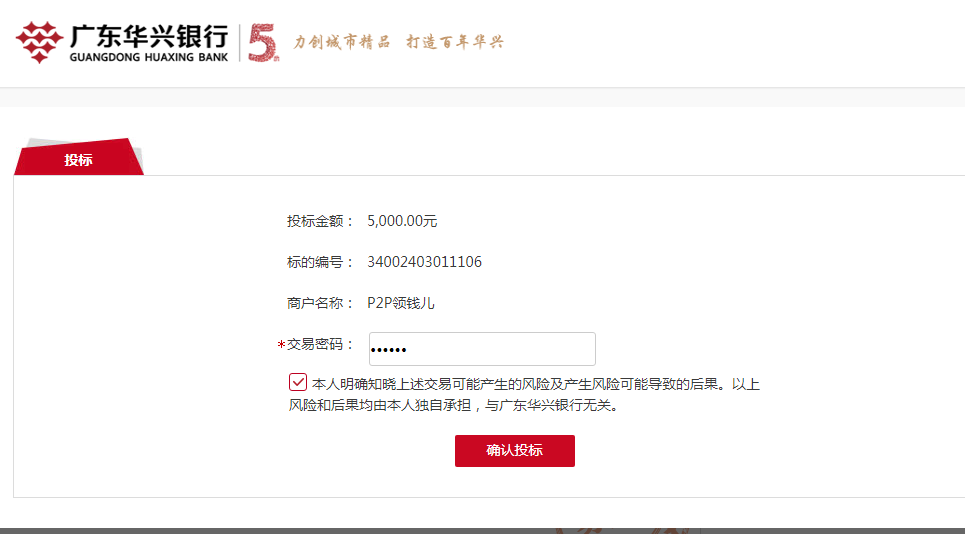 广东华兴银行
GUANGDONG HUAXING BANK
5th
力创城市精品 打造百年华兴
投标
投标金额： 5,000.00元
标的编号： 34002403011106
商户名称： P2P领钱儿
*交易密码： ••••••
本人明确知晓上述交易可能产生的风险及产生风险可能导致的后果。以上
风险和后果均由本人独自承担，与广东华兴银行无关。
确认投标